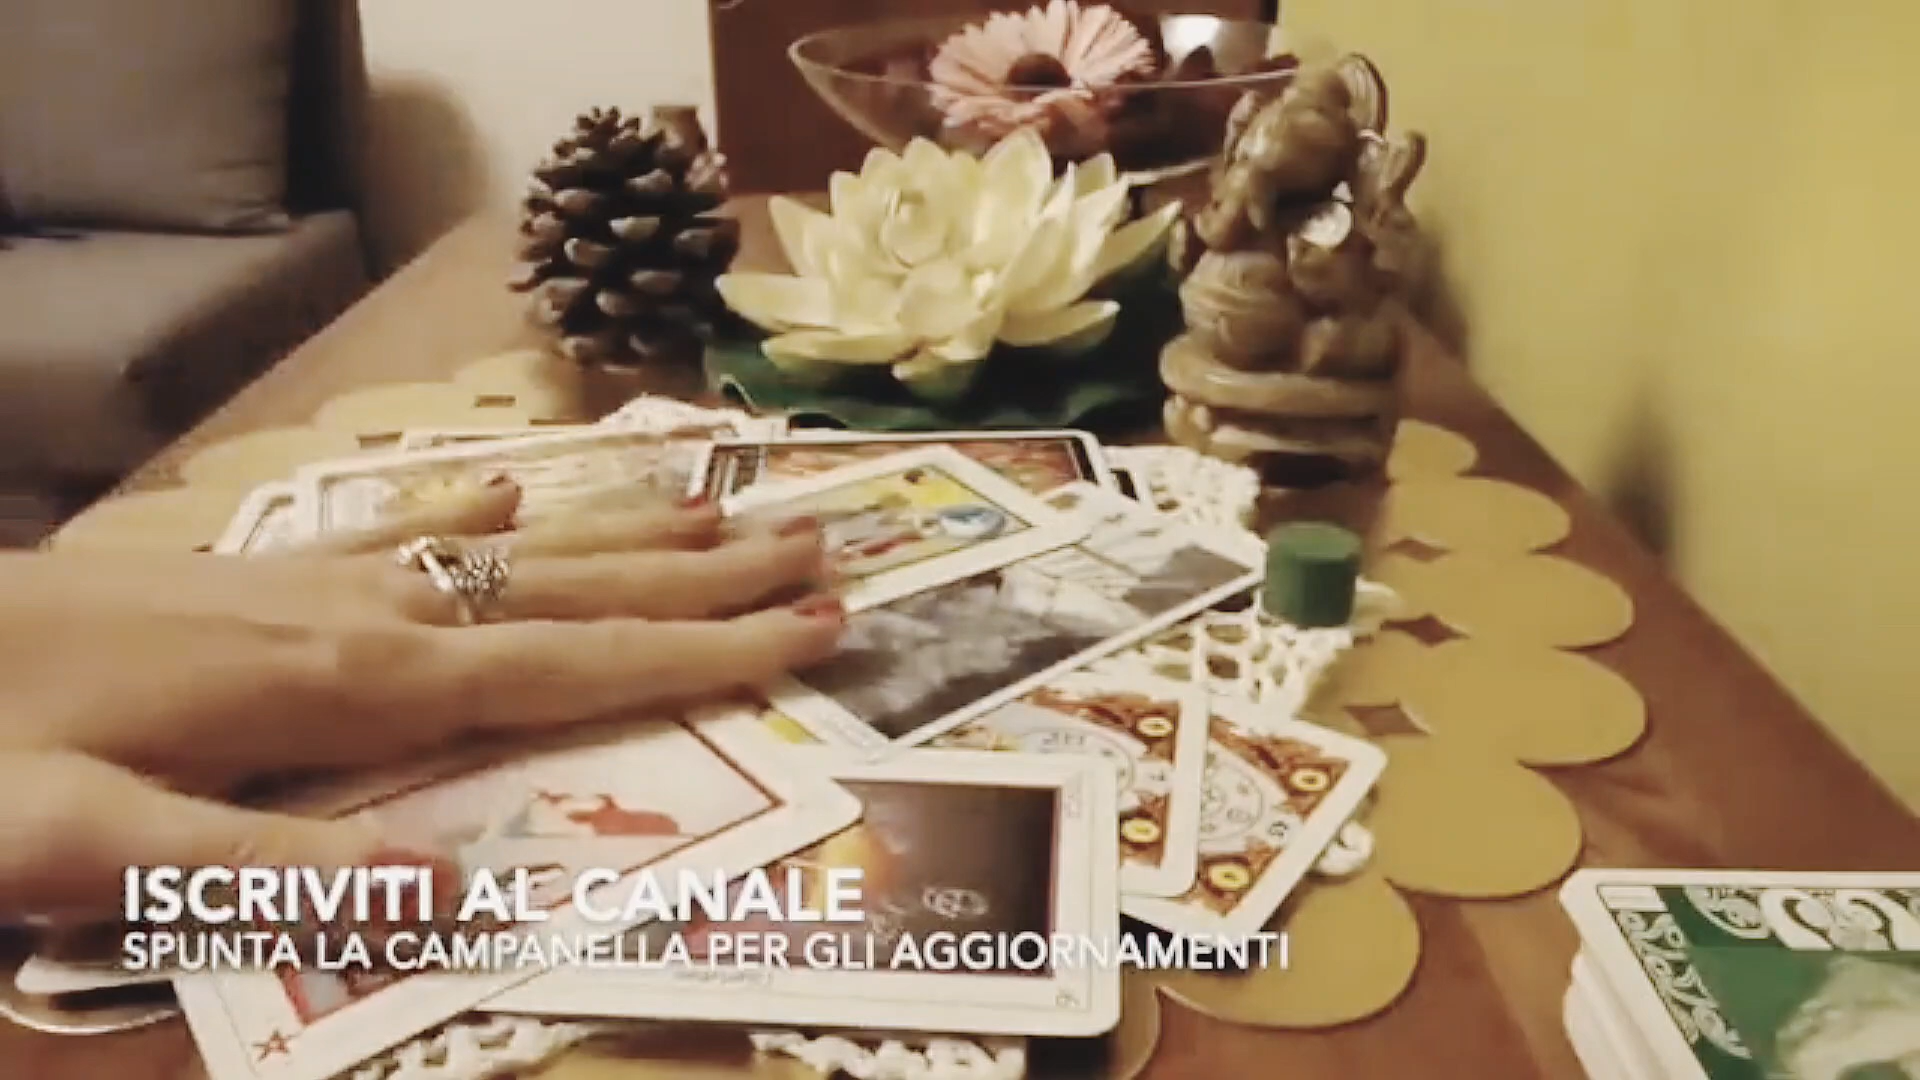 ISCRIVITI AL CANALE
SPUNTA LA CAMPANELLA PER GLI AGGIORNAMENTI